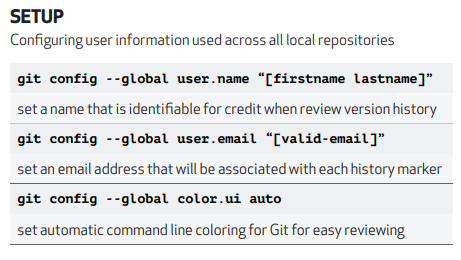 SETUP
Configuring user information used across all local repositories
git config --global user.name “[firstname lastname]”
set a name that is identifiable for credit when review version history
git config --global user.email “[valid-email]”
set an email address that will be associated with each history marker
git config --global color.ui auto
set automatic command line coloring for Git for easy reviewing